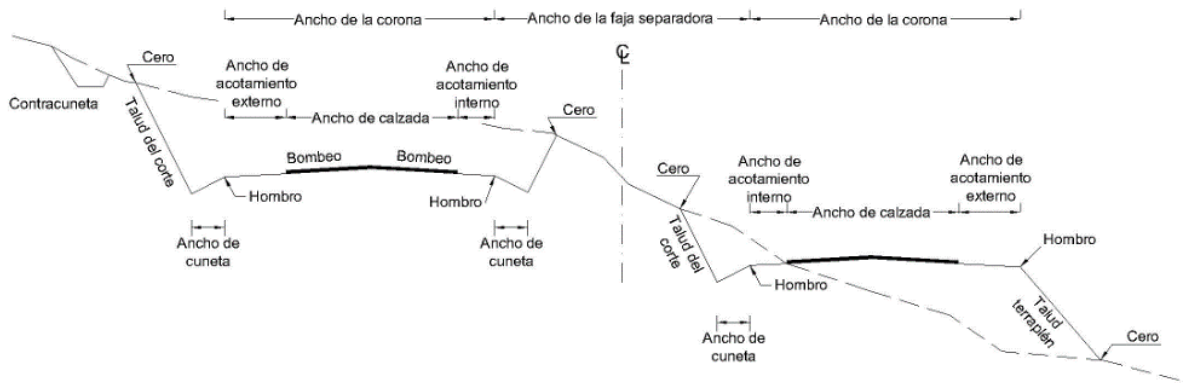 Ancho de la corona
Ancho de la faja separadora
Ancho de la corona
℄
Cero
Contracuneta
Talud del corte
Ancho de
acotamiento
externo
Ancho de calzada
Ancho de
acotamiento
interno
Cero
Bombeo
Bombeo
Hombro
Hombro
Ancho de
cuneta
Ancho de
cuneta
Cero
Talud del
corte
Ancho de
acotamiento
interno
Ancho de calzada
Ancho de
acotamiento
externo
Hombro
Hombro
Ancho de
cuneta
Talud
terraplén
Cero